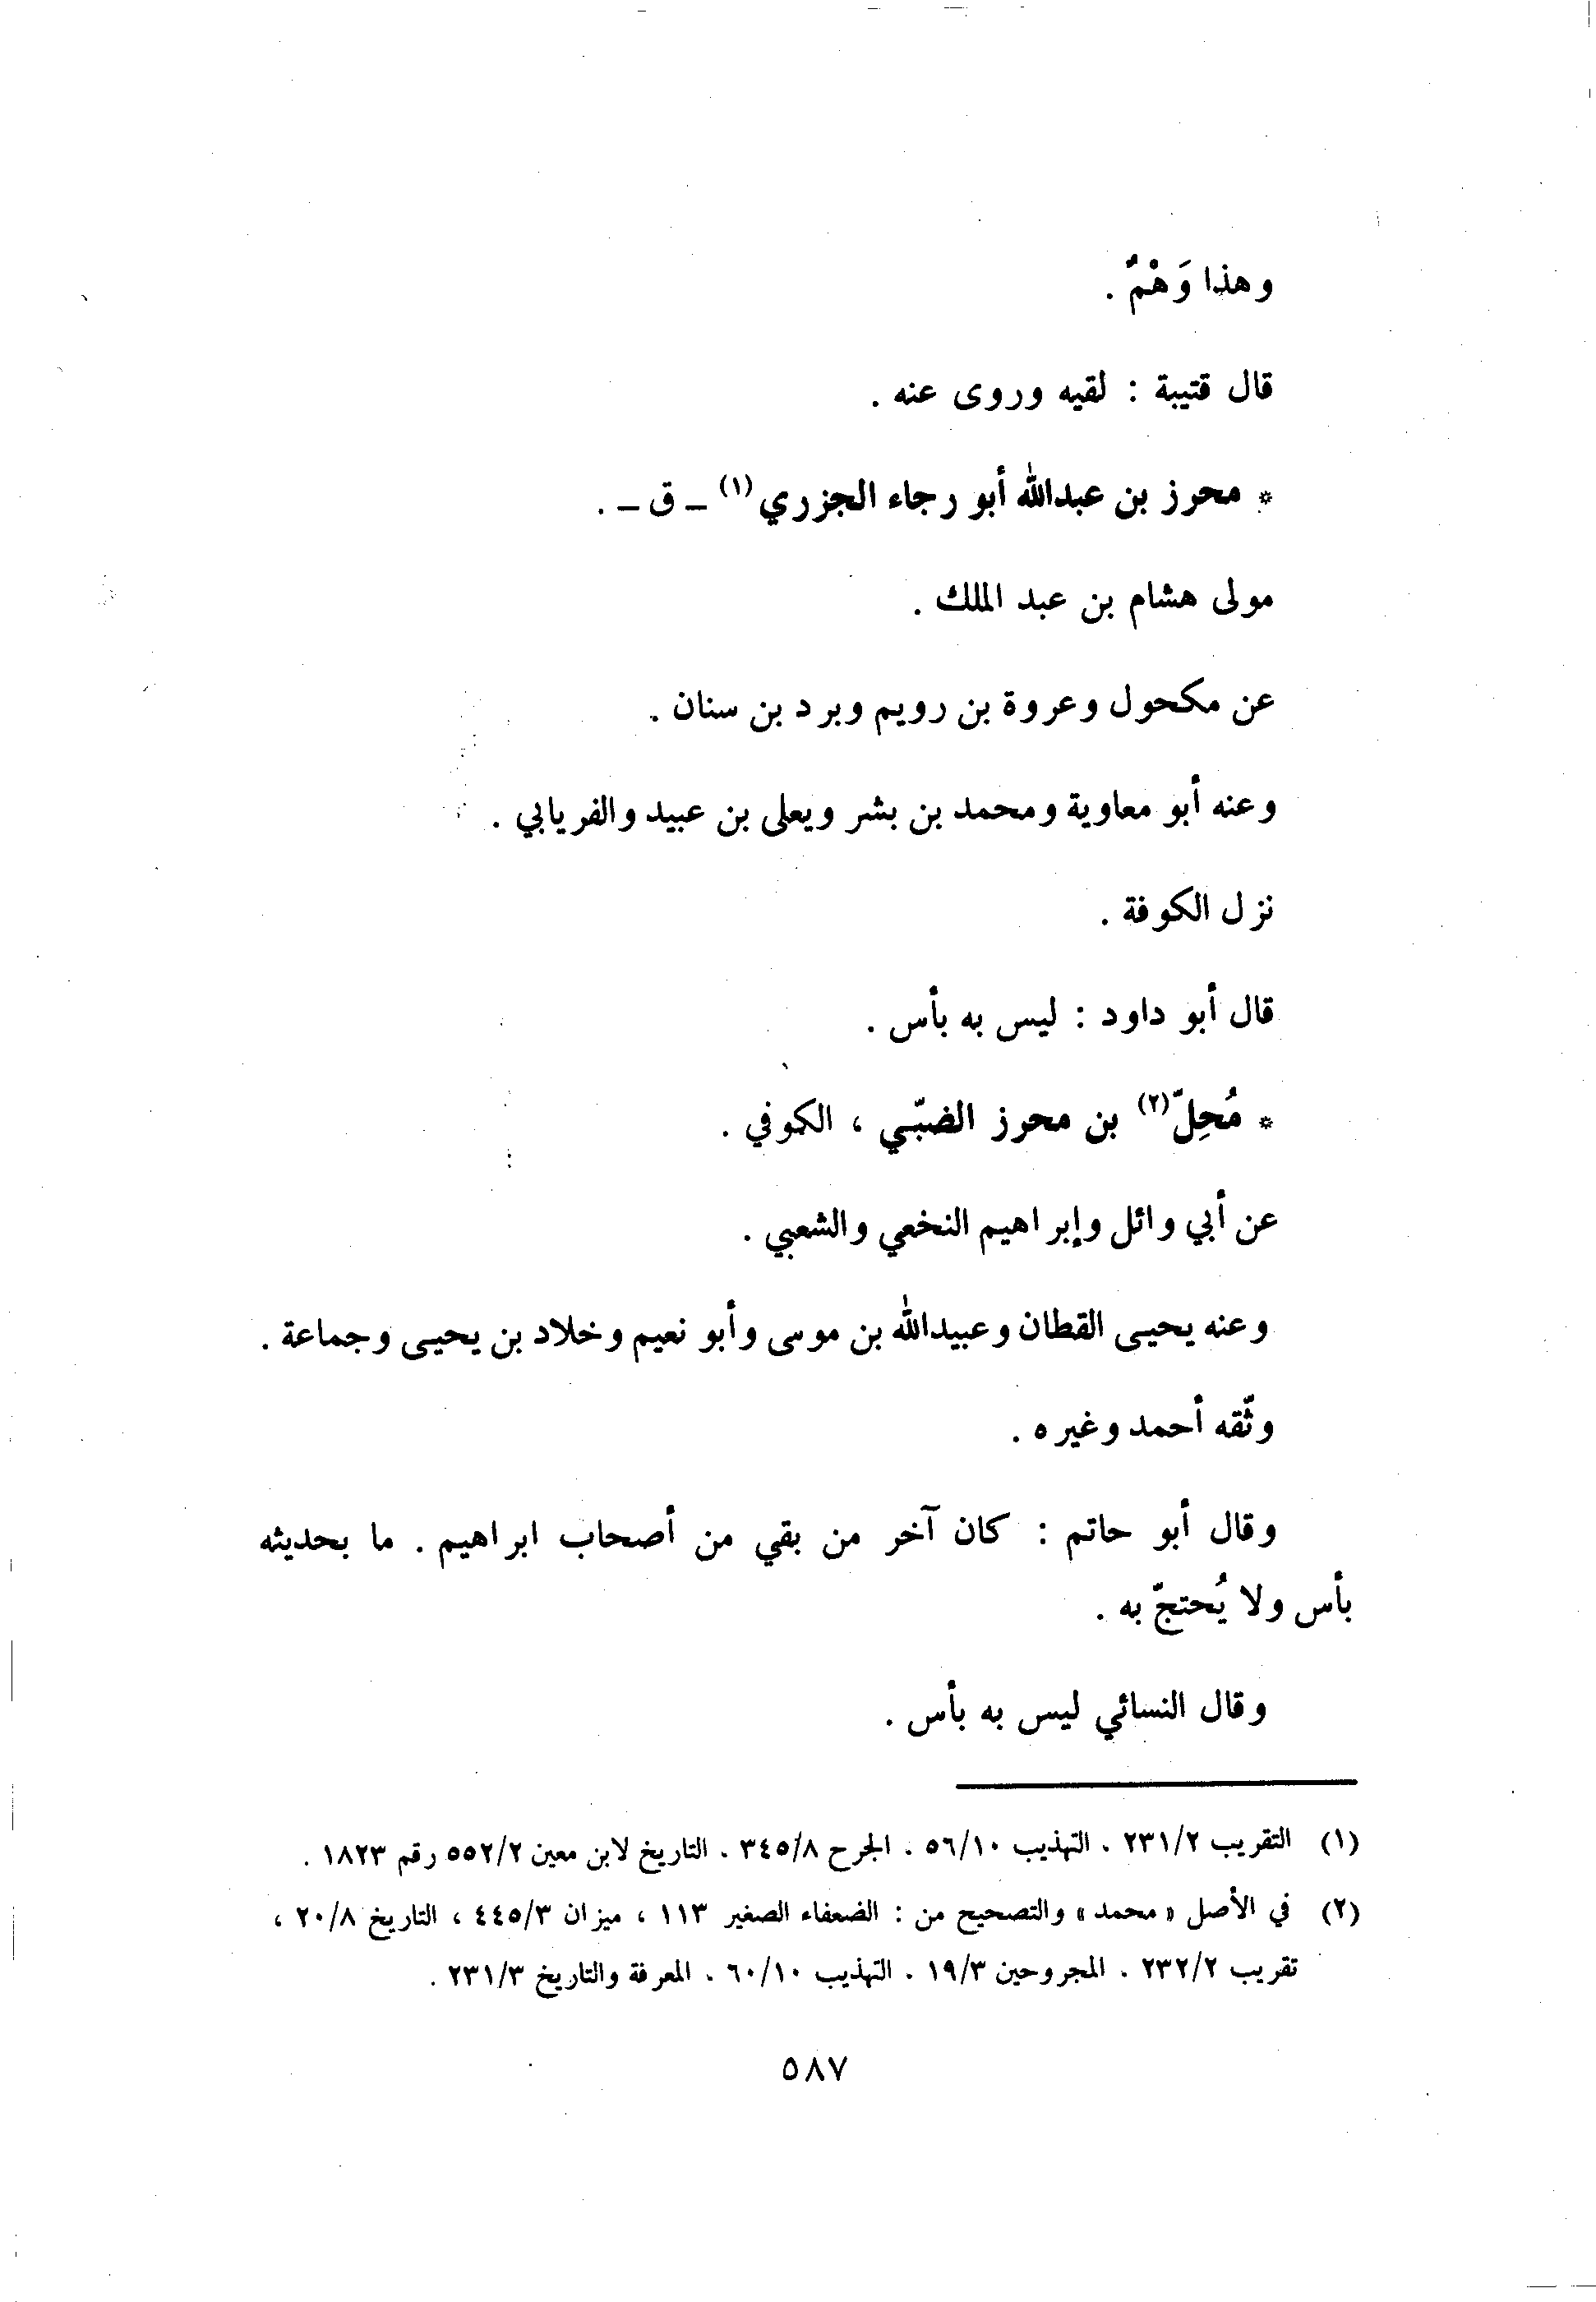 وهذا وَهْمٌ .
قال قتيبة : لقيه وروى عنه .
* محرز بن عبدالله أبو رجاء الجزري (١) ـ ق ـ .
مولى هشام بن عبد الملك .
عن مكحول وعروة بن رويم وبرد بن سنان .
وعنه أبو معاوية ومحمد بن بشر ويعلى بن عبيد والفريابي .
نزل الكوفة .
قال أبو داود : ليس به بأس .
* مُحِلّ (٢) بن محرز الضبّي ، الكوفي .
عن أبي وائل وإبراهيم النخعي والشعبي .
وعنه يحيى القطان وعبيدالله بن موسى وأبو نعيم وخلاد بن يحيى وجماعة .
وثّقه أحمد وغيره .
وقال أبو حاتم : كان آخر من بقي من أصحاب ابراهيم . ما بحديثه
بأس ولا يُحتجّ به .
وقال النسائي ليس به بأس .
(١) التقريب ٢٣١/٢ . التهذيب ٥٦/١٠ . الجرح ٣٤٥/٨ . التاريخ لابن معين ٥٥٢/٢ رقم ١٨٢٣ .
(٢) في الأصل « محمد » والتصحيح من : الضعفاء الصغير ١١٣ ، ميزان ٤٤٥/٣ ، التاريخ ٢٠/٨ ،
تقريب ٢٣٢/٢ . المجروحين ١٩/٣ . التهذيب ٦٠/١٠ . المعرفة والتاريخ ٢٣١/٣ .
٥٨٧